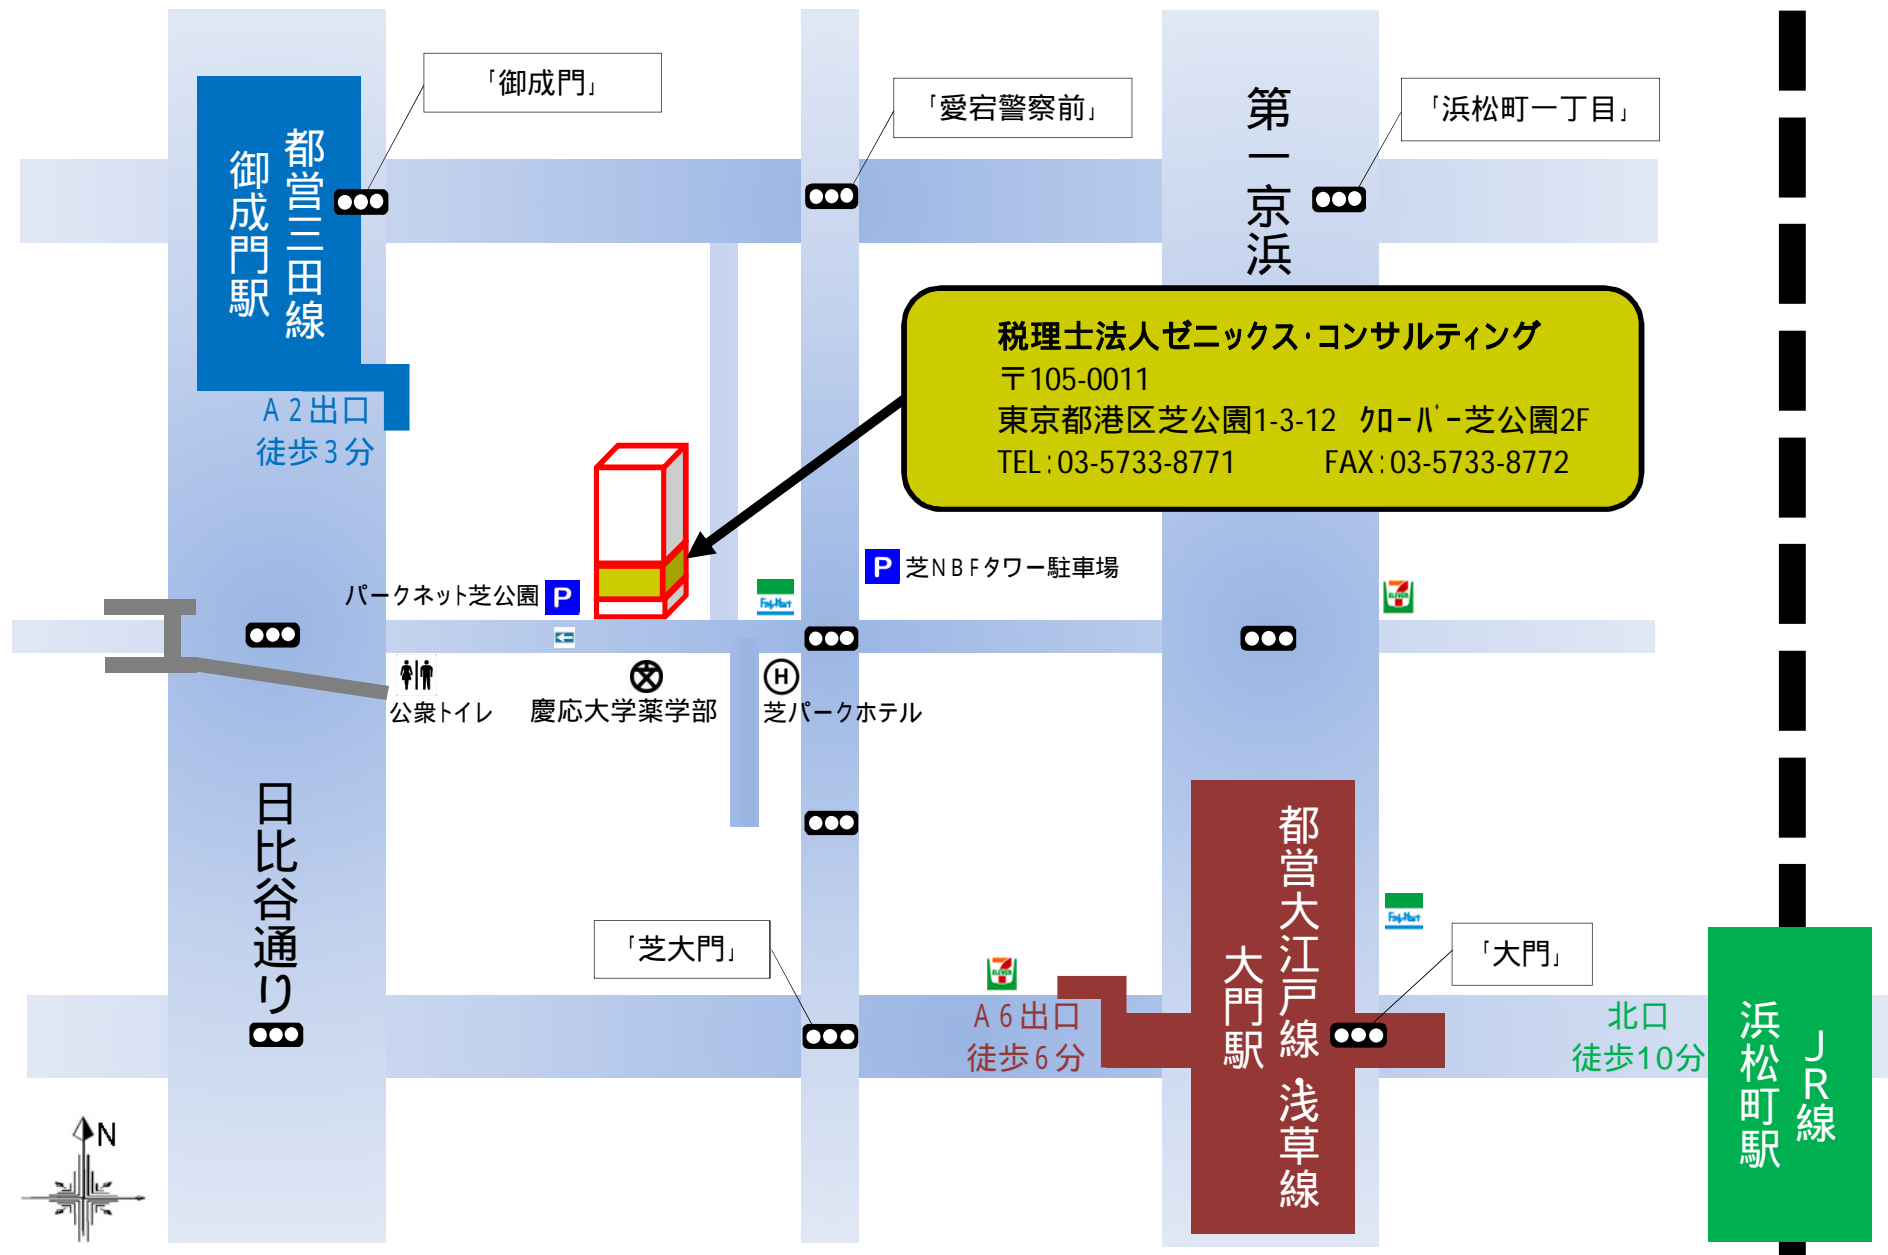 「御成門」
「愛宕警察前」
「浜松町一丁目」
第一京浜
都営三田線
御成門駅
A2出口
徒歩3分
税理士法人ゼニックス・コンサルティング
〒105-0011
東京都港区芝公園1-3-12 ｸﾛｰﾊﾞｰ芝公園2F
TEL:03-5733-8771 FAX:03-5733-8772
パークネット芝公園
P
P
芝NBFタワー駐車場
FamilyMart
ELEVEN
公衆トイレ
慶応大学薬学部
H
芝パークホテル
日比谷通り
都営大江戸線・浅草線
大門駅
FamilyMart
「芝大門」
「大門」
ELEVEN
A6出口
徒歩6分
北口
徒歩10分
JR線
浜松町駅
N